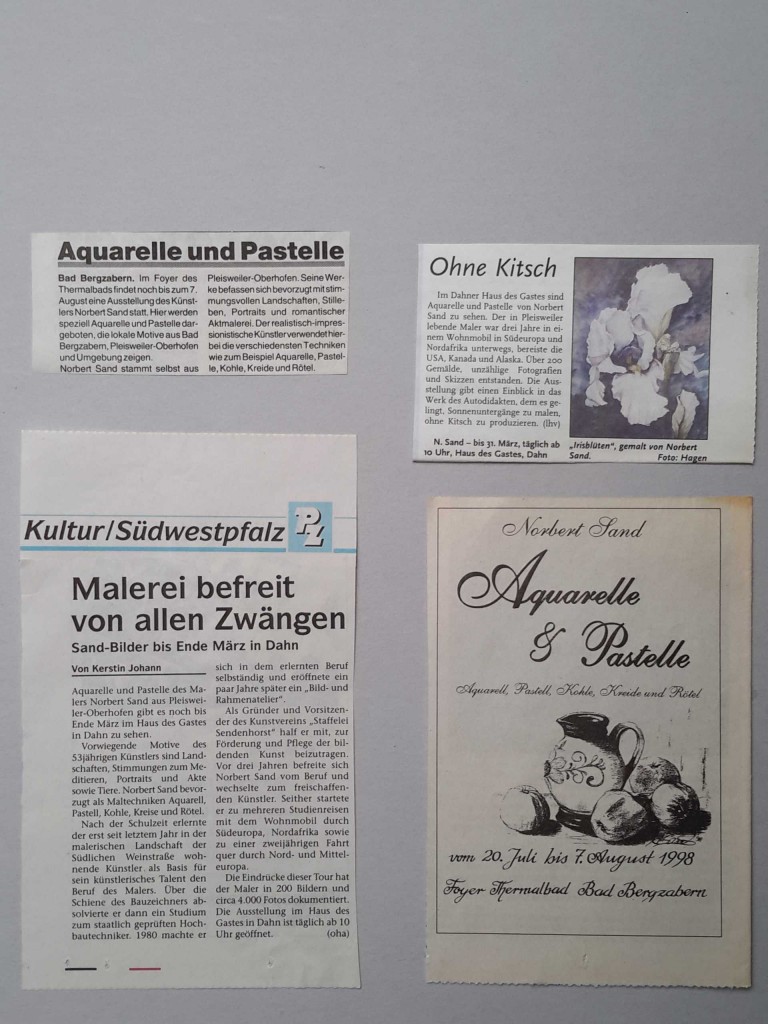 Aquarelle und Pastelle
Bad Bergzabern. Im Foyer des
Thermalbads findet noch bis zum 7.
August eine Ausstellung des Künst-
lers Norbert Sand statt. Hier werden
speziell Aquarelle und Pastelle dar-
geboten, die lokale Motive aus Bad
Bergzabern, Pleisweiler-Oberhofen
und Umgebung zeigen.
Norbert Sand stammt selbst aus
Pleisweiler-Oberhofen. Seine Wer-
ke befassen sich bevorzugt mit stim-
mungsvollen Landschaften, Stille-
ben, Portraits und romantischer
Aktmalerei. Der realistisch-impres-
sionistische Künstler verwendet hier-
bei die verschiedensten Techniken
wie zum Beispiel Aquarelle, Pastel-
le, Kohle, Kreide und Rötel.
Ohne Kitsch
Im Dahner Haus des Gastes sind
Aquarelle und Pastelle von Norbert
Sand zu sehen. Der in Pleisweiler
lebende Maler war drei Jahre in ei-
nem Wohnmobil in Südeuropa und
Nordafrika unterwegs, bereiste die
USA, Kanada und Alaska. Über 200
Gemälde, unzählige Fotografien
und Skizzen entstanden. Die Aus-
stellung gibt einen Einblick in das
Werk des Autodidakten, dem es ge-
lingt, Sonnenuntergänge zu malen,
ohne Kitsch zu produzieren. (lhv)
N. Sand – bis 31. März, täglich ab
10 Uhr, Haus des Gastes, Dahn
„Irisblüten", gemalt von Norbert
Sand. Foto: Hagen
Kultur/Südwestpfalz PZ
Malerei befreit
von allen Zwängen
Sand-Bilder bis Ende März in Dahn
Von Kerstin Johann
Aquarelle und Pastelle des Ma-
lers Norbert Sand aus Pleiswei-
ler-Oberhofen gibt es noch bis
Ende März im Haus des Gastes
in Dahn zu sehen.
Vorwiegende Motive des
53jährigen Künstlers sind Land-
schaften, Stimmungen zum Me-
ditieren, Portraits und Akte
sowie Tiere. Norbert Sand bevor-
zugt als Maltechniken Aquarell,
Pastell, Kohle, Kreise und Rötel.
Nach der Schulzeit erlernte
der erst seit letztem Jahr in der
malerischen Landschaft der
Südlichen Weinstraße woh-
nende Künstler als Basis für
sein künstlerisches Talent den
Beruf des Malers. Über die
Schiene des Bauzeichners ab-
solvierte er dann ein Studium
zum staatlich geprüften Hoch-
bautechniker. 1980 machte er
sich in dem erlernten Beruf
selbständig und eröffnete ein
paar Jahre später ein „Bild- und
Rahmenatelier".
Als Gründer und Vorsitzen-
der des Kunstvereins „Staffelei
Sendenhorst" half er mit, zur
Förderung und Pflege der bil-
denden Kunst beizutragen.
Vor drei Jahren befreite sich
Norbert Sand vom Beruf und
wechselte zum freischaffen-
den Künstler. Seither startete
er zu mehreren Studienreisen
mit dem Wohnmobil durch
Südeuropa, Nordafrika sowie
zu einer zweijährigen Fahrt
quer durch Nord- und Mittel-
europa.
Die Eindrücke dieser Tour hat
der Maler in 200 Bildern und
circa 4.000 Fotos dokumentiert.
Die Ausstellung im Haus des
Gastes in Dahn ist täglich ab 10
Uhr geöffnet. (oha)
Norbert Sand
Aquarelle
& Pastelle
Aquarell, Pastell, Kohle, Kreide und Rötel
vom 20. Juli bis 7. August 1998
Foyer Thermalbad Bad Bergzabern